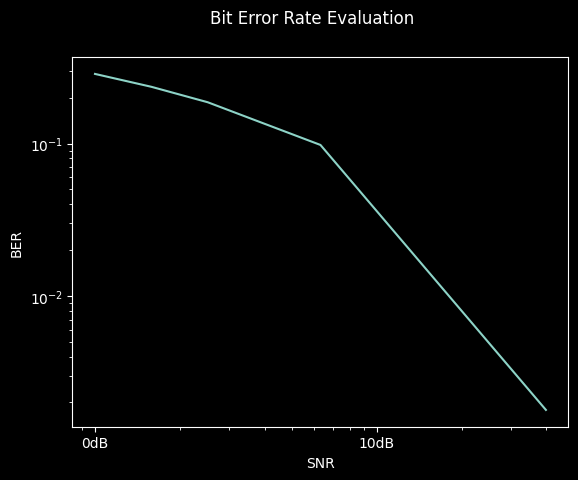 Bit Error Rate Evaluation
10⁻¹
10⁻²
BER
0dB
10dB
SNR